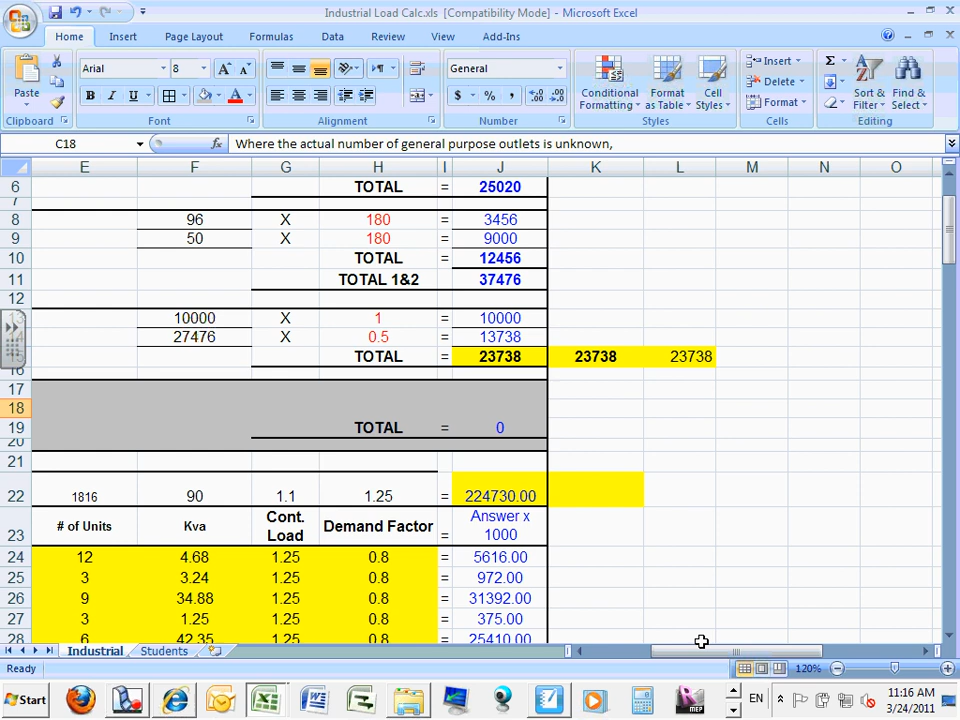 Industrial Load Calc.xls [Compatibility Mode] - Microsoft Excel
Home Insert Page Layout Formulas Data Review View Add-Ins
Paste
Clipboard
Arial 8
B I U
Font
Alignment
General
$ % ,
Number
Conditional Formatting
Format as Table
Cell Styles
Styles
Insert
Delete
Format
Cells
Σ
Sort & Filter
Find & Select
Editing
C18 fx Where the actual number of general purpose outlets is unknown,
E F G H I J K L M N O
6 TOTAL = 25020
7
8 96 X 180 = 3456
9 50 X 180 = 9000
10 TOTAL = 12456
11 TOTAL 1&2 37476
12
13 10000 X 1 = 10000
27476 X 0.5 = 13738
15 TOTAL = 23738 23738 23738
16
17
18
19 TOTAL = 0
20
21
22 1816 90 1.1 1.25 = 224730.00
23 # of Units Kva Cont. Load Demand Factor = Answer x 1000
24 12 4.68 1.25 0.8 = 5616.00
25 3 3.24 1.25 0.8 = 972.00
26 9 34.88 1.25 0.8 = 31392.00
27 3 1.25 1.25 0.8 = 375.00
28 6 42.35 1.25 0.8 = 25410.00
Industrial Students
Ready 120%
Start EN 11:16 AM
3/24/2011
MEP